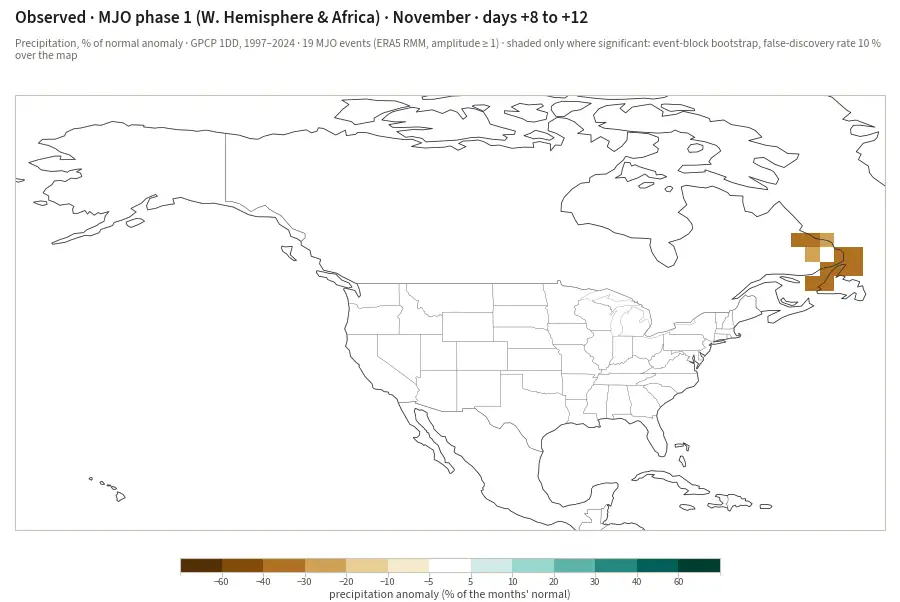 Observed · MJO phase 1 (W. Hemisphere & Africa) · November · days +8 to +12
Precipitation, % of normal anomaly · GPCP 1DD, 1997–2024 · 19 MJO events (ERA5 RMM, amplitude ≥ 1) · shaded only where significant: event-block bootstrap, false-discovery rate 10 %
over the map
−60 −40 −30 −20 −10 −5 5 10 20 30 40 60
precipitation anomaly (% of the months' normal)